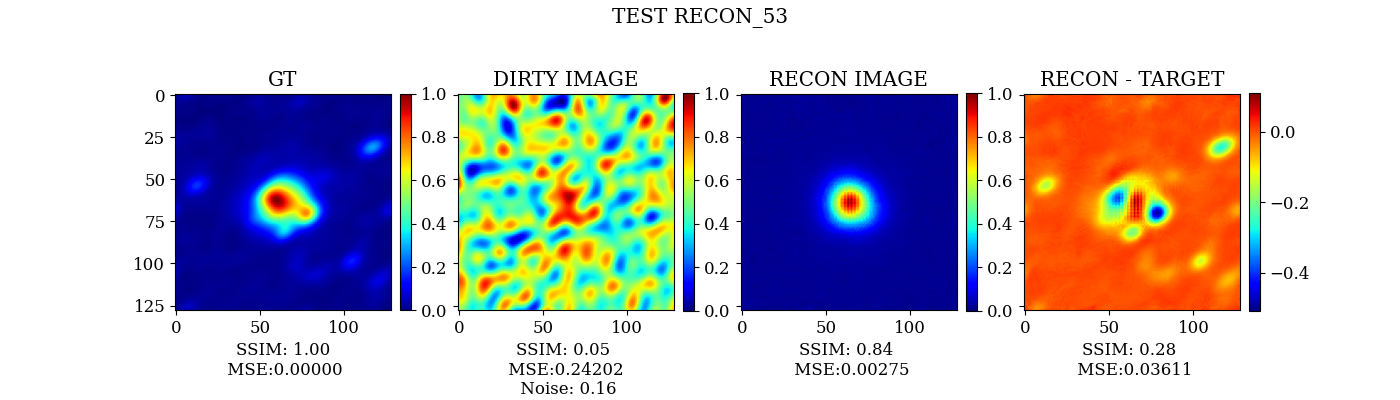 TEST RECON_53
GT
DIRTY IMAGE
RECON IMAGE
RECON - TARGET
0
25
50
75
100
125
0
50
100
1.0
0.8
0.6
0.4
0.2
0.0
0
50
100
1.0
0.8
0.6
0.4
0.2
0.0
0
50
100
1.0
0.8
0.6
0.4
0.2
0.0
0
50
100
0.0
−0.2
−0.4
SSIM: 1.00
MSE:0.00000
SSIM: 0.05
MSE:0.24202
Noise: 0.16
SSIM: 0.84
MSE:0.00275
SSIM: 0.28
MSE:0.03611